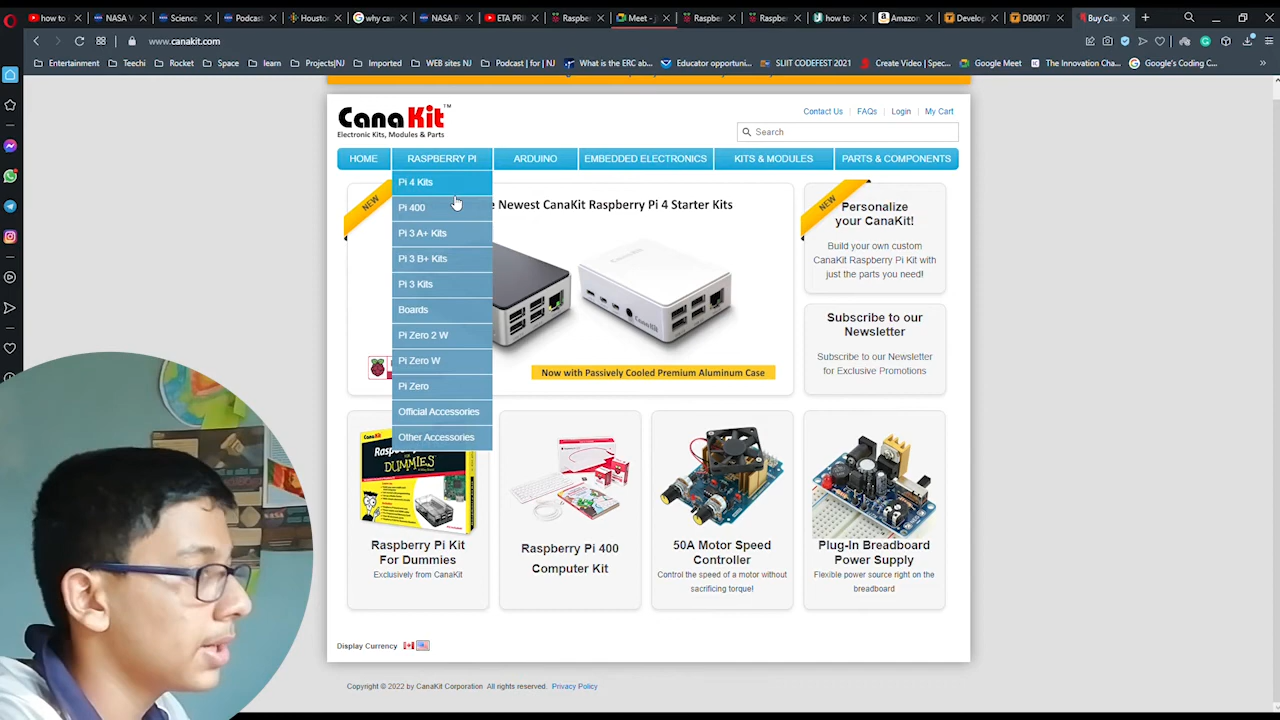 how to
NASA V
Science
Podcast
Houston
why can
NASA P
ETA PRI
Raspber
Meet - j
Raspber
Raspber
how to
Amazon
Develop
DB0017
Buy Can
www.canakit.com
Entertainment
Teechi
Rocket
Space
learn
ProjectsNJ
Imported
WEB sites NJ
Podcast | for | NJ
What is the ERC ab...
Educator opportuni...
SLIIT CODEFEST 2021
Create Video | Spec...
Google Meet
The Innovation Cha...
Google's Coding C...
CanaKit™
Electronic Kits, Modules & Parts
Contact Us | FAQs | Login | My Cart
Search
HOME
RASPBERRY PI
ARDUINO
EMBEDDED ELECTRONICS
KITS & MODULES
PARTS & COMPONENTS
Pi 4 Kits
Pi 400
Pi 3 A+ Kits
Pi 3 B+ Kits
Pi 3 Kits
Boards
Pi Zero 2 W
Pi Zero W
Pi Zero
Official Accessories
Other Accessories
NEW
Newest CanaKit Raspberry Pi 4 Starter Kits
CanaKit
Now with Passively Cooled Premium Aluminum Case
NEW
Personalize
your CanaKit!
Build your own custom
CanaKit Raspberry Pi Kit with
just the parts you need!
Subscribe to our
Newsletter
Subscribe to our Newsletter
for Exclusive Promotions
CanaKit
Raspberry Pi
DUMMIES
Raspberry Pi Kit
For Dummies
Exclusively from CanaKit
Raspberry Pi 400
Computer Kit
50A Motor Speed
Controller
Control the speed of a motor without
sacrificing torque!
Plug-In Breadboard
Power Supply
Flexible power source right on the
breadboard
Display Currency
Copyright © 2022 by CanaKit Corporation All rights reserved. Privacy Policy